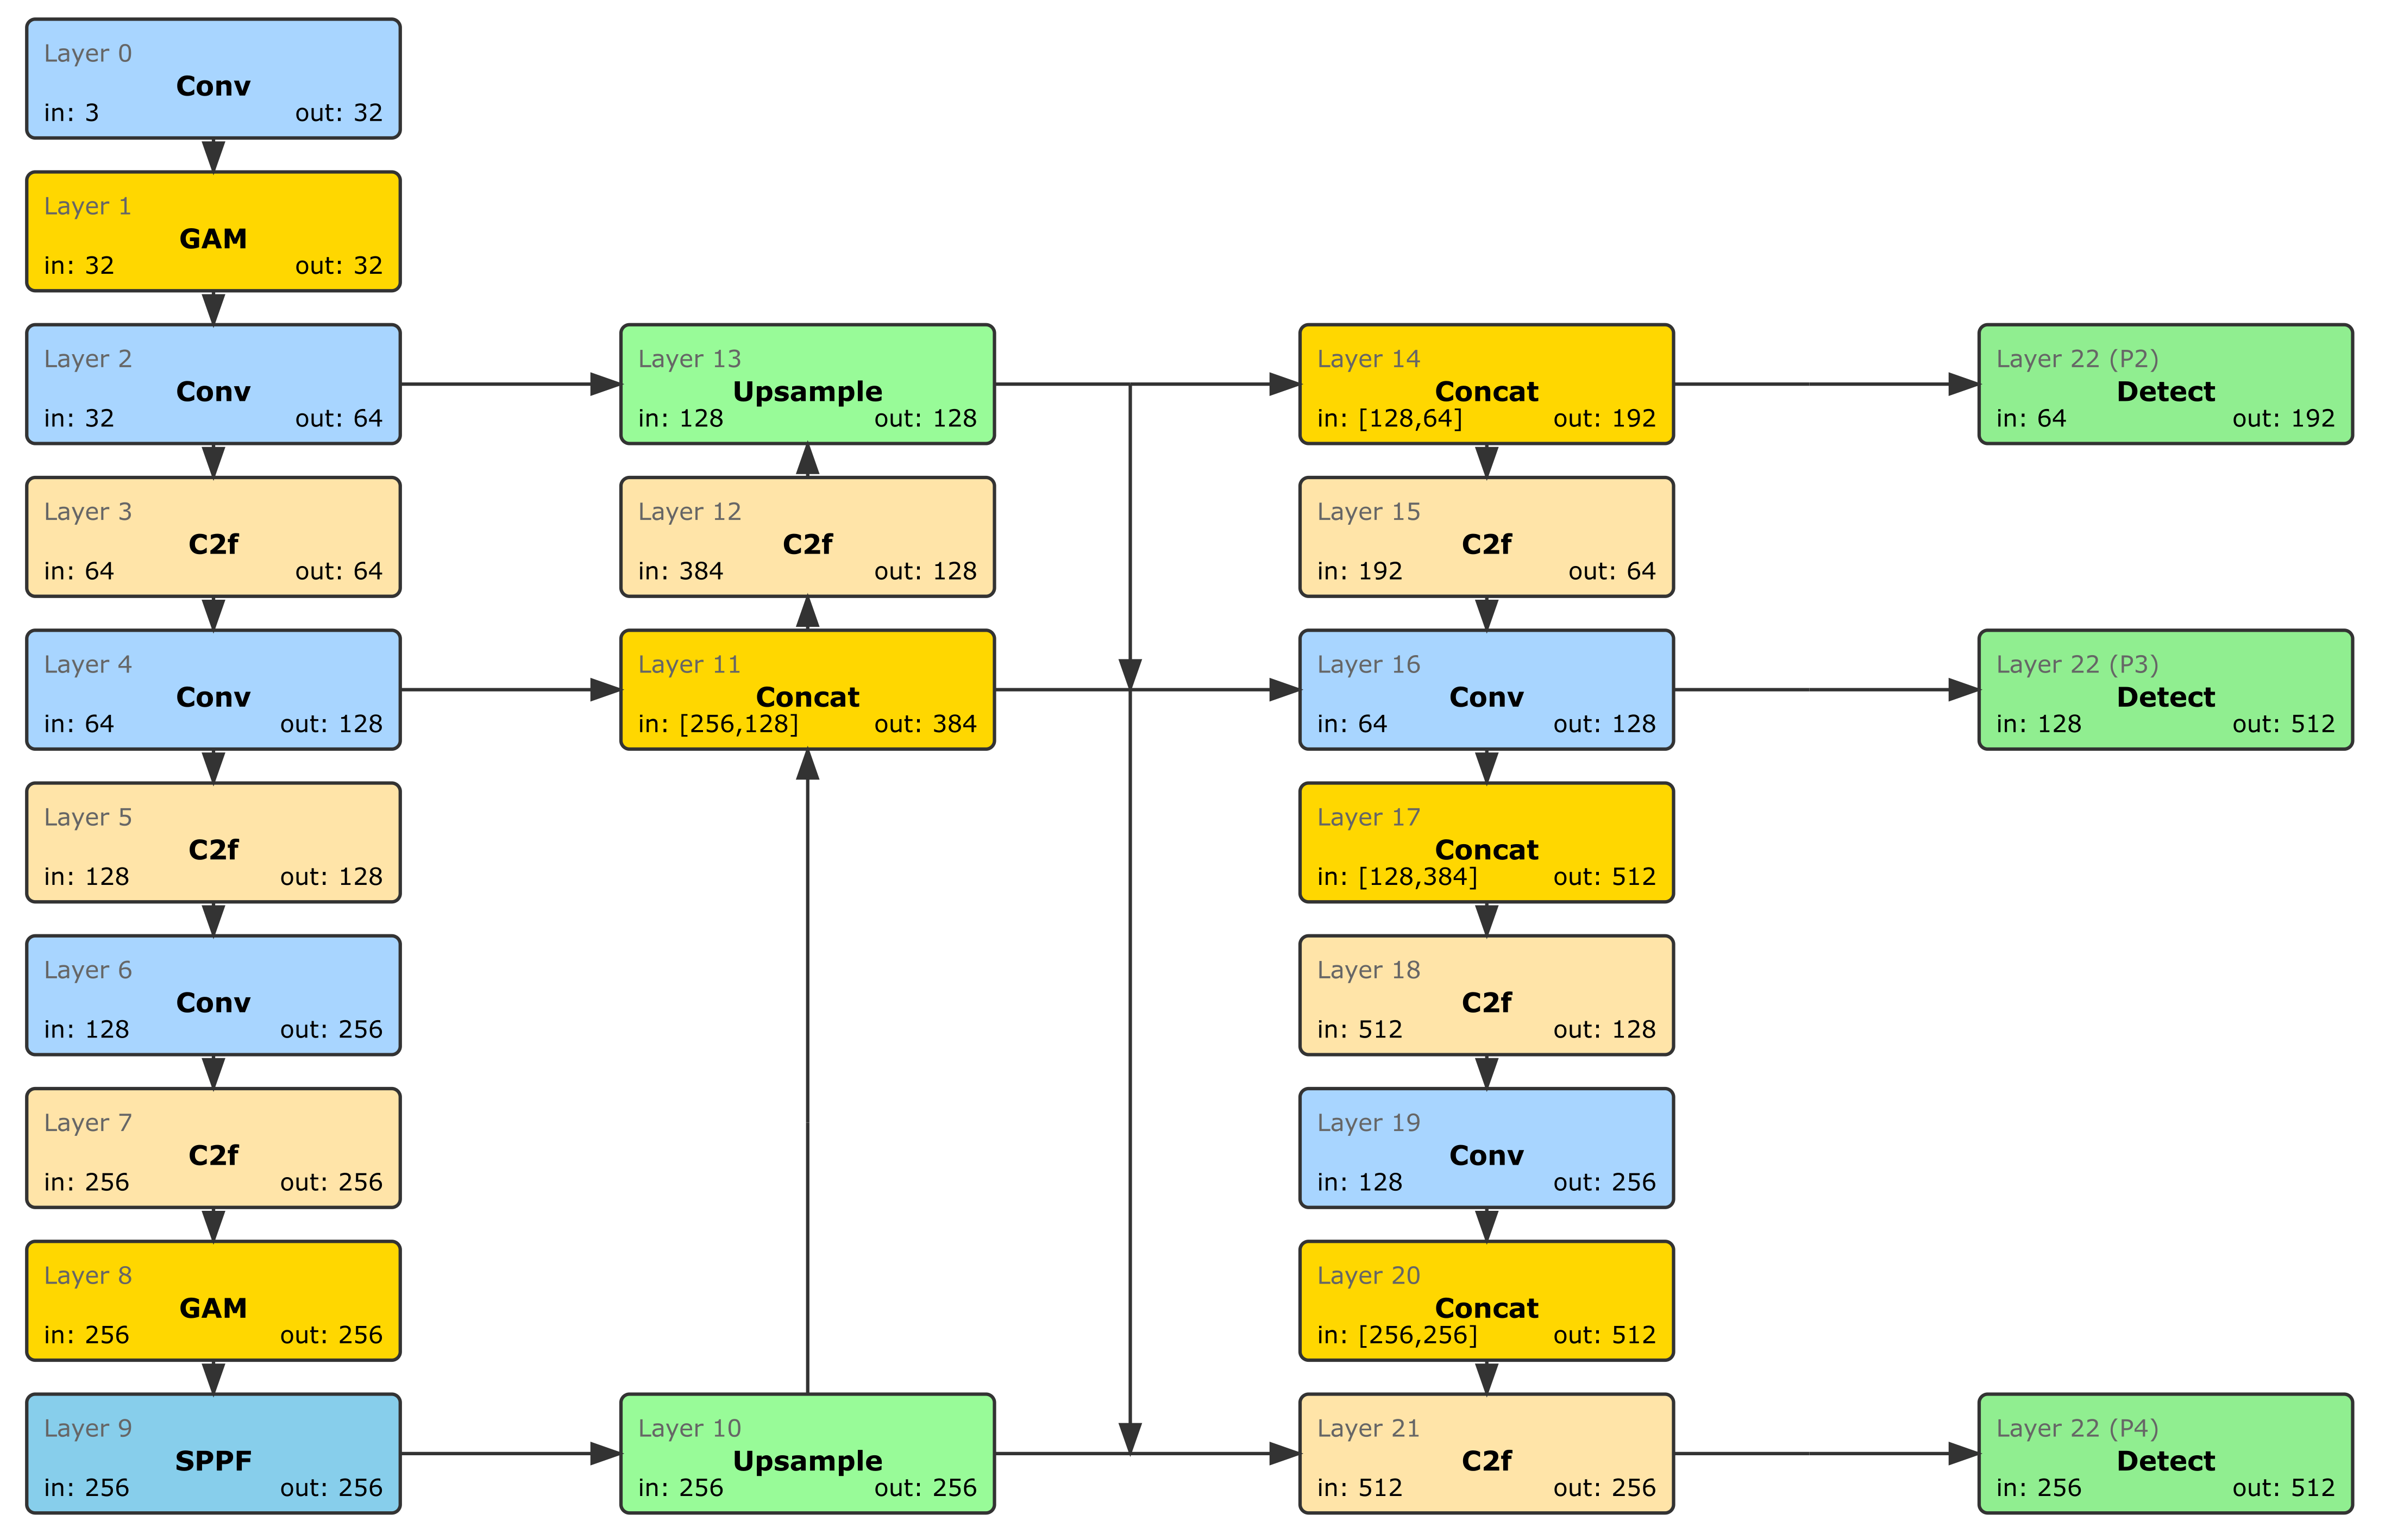 Layer 0
Conv
in: 3 out: 32
Layer 1
GAM
in: 32 out: 32
Layer 2
Conv
in: 32 out: 64
Layer 3
C2f
in: 64 out: 64
Layer 4
Conv
in: 64 out: 128
Layer 5
C2f
in: 128 out: 128
Layer 6
Conv
in: 128 out: 256
Layer 7
C2f
in: 256 out: 256
Layer 8
GAM
in: 256 out: 256
Layer 9
SPPF
in: 256 out: 256
Layer 13
Upsample
in: 128 out: 128
Layer 12
C2f
in: 384 out: 128
Layer 11
Concat
in: [256,128] out: 384
Layer 10
Upsample
in: 256 out: 256
Layer 14
Concat
in: [128,64] out: 192
Layer 15
C2f
in: 192 out: 64
Layer 16
Conv
in: 64 out: 128
Layer 17
Concat
in: [128,384] out: 512
Layer 18
C2f
in: 512 out: 128
Layer 19
Conv
in: 128 out: 256
Layer 20
Concat
in: [256,256] out: 512
Layer 21
C2f
in: 512 out: 256
Layer 22 (P2)
Detect
in: 64 out: 192
Layer 22 (P3)
Detect
in: 128 out: 512
Layer 22 (P4)
Detect
in: 256 out: 512